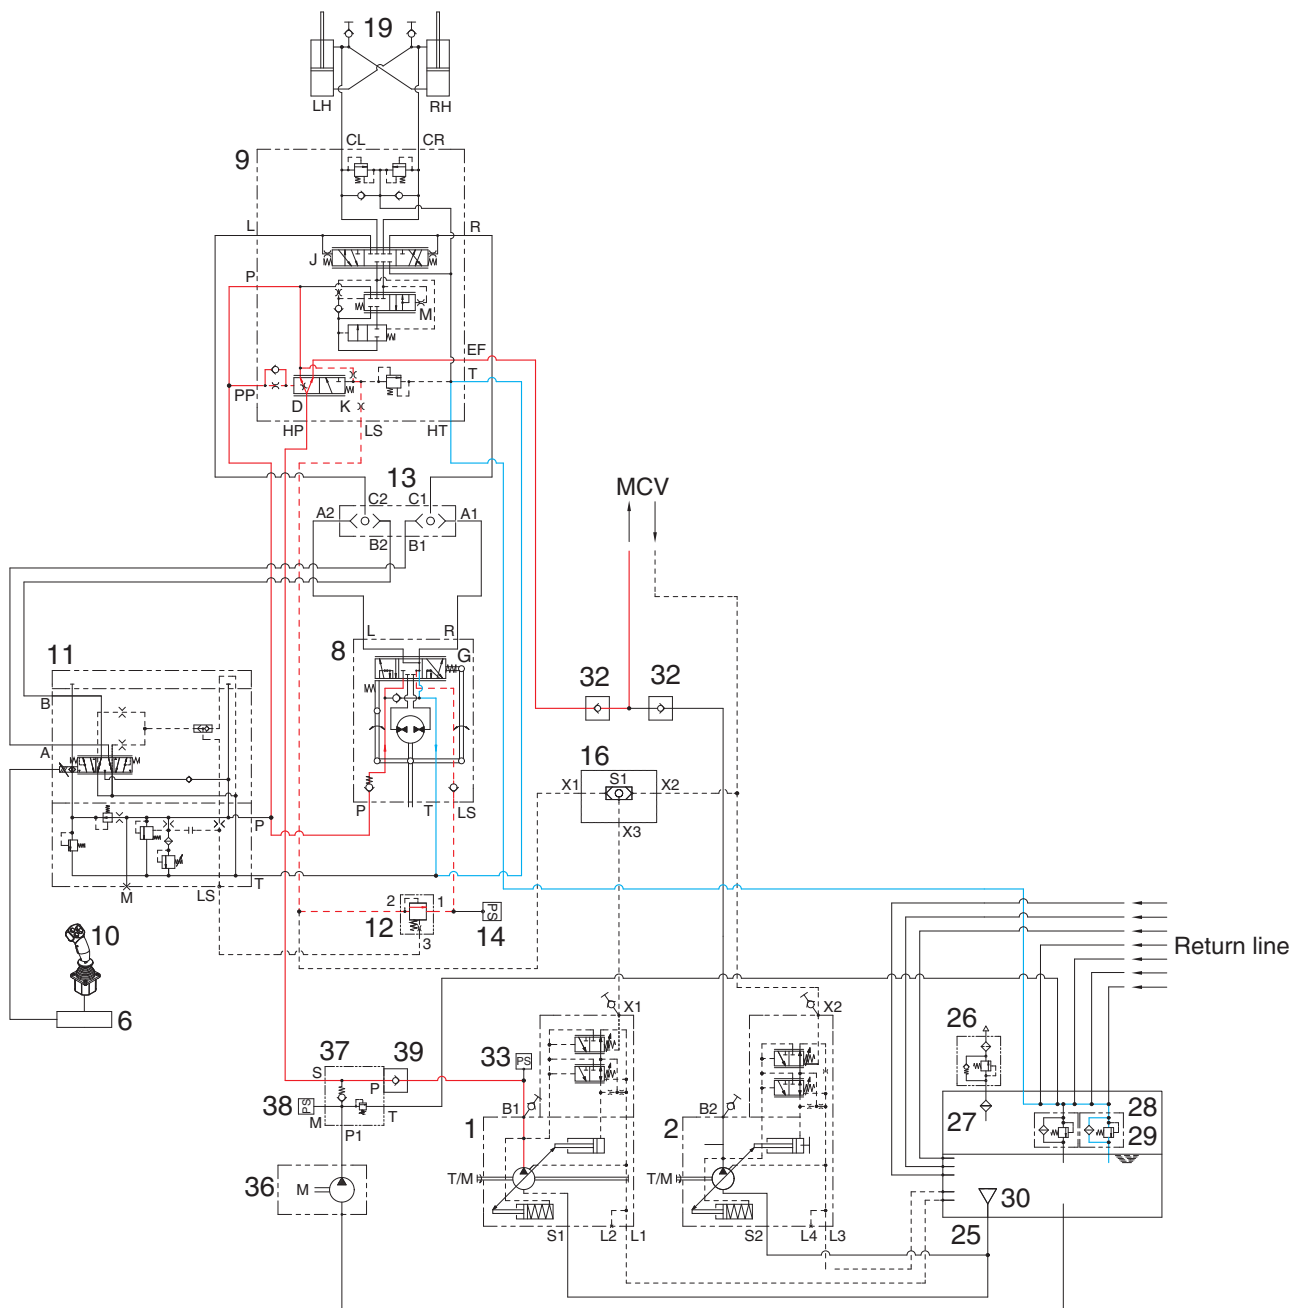 19
LH RH
CL CR
9
L R
J
P
M
EF
T
PP
D K
HP LS HT
13
C2 C1
A2 A1
B2 B1
MCV
L R
8 G
11
B
A
32 32
16
X1 S1 X2
X3
P T LS
P
T
M LS
2 1
12 3
PS
14
10
6
Return line
26
27
28
29
30
25
X1 X2
37 39 33 PS
S P
38 PS
M T
P1
B1 B2
1 2
36 M
T/M T/M
S1 L2 L1 S2 L4 L3